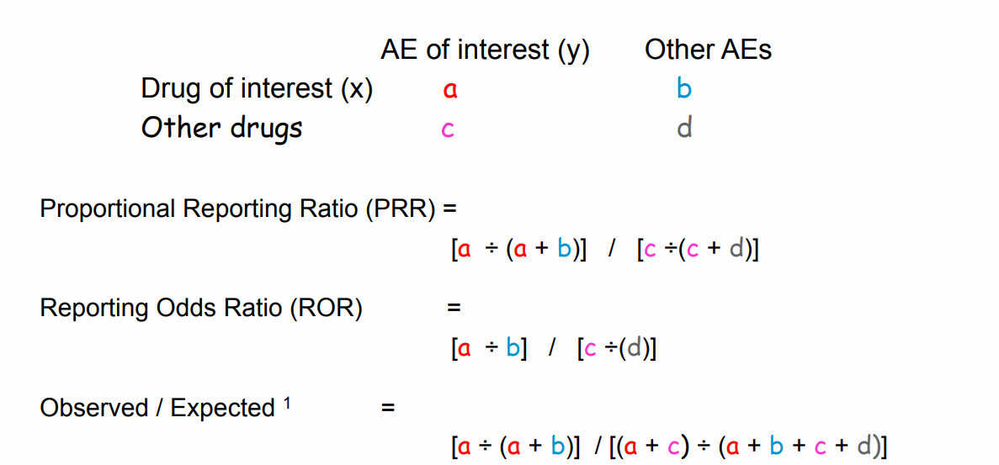 AE of interest (y) Other AEs
Drug of interest (x) a b
Other drugs c d
Proportional Reporting Ratio (PRR) =
[a ÷ (a + b)] / [c ÷(c + d)]
Reporting Odds Ratio (ROR) =
[a ÷ b] / [c ÷(d)]
Observed / Expected ¹ =
[a ÷ (a + b)] / [(a + c) ÷ (a + b + c + d)]